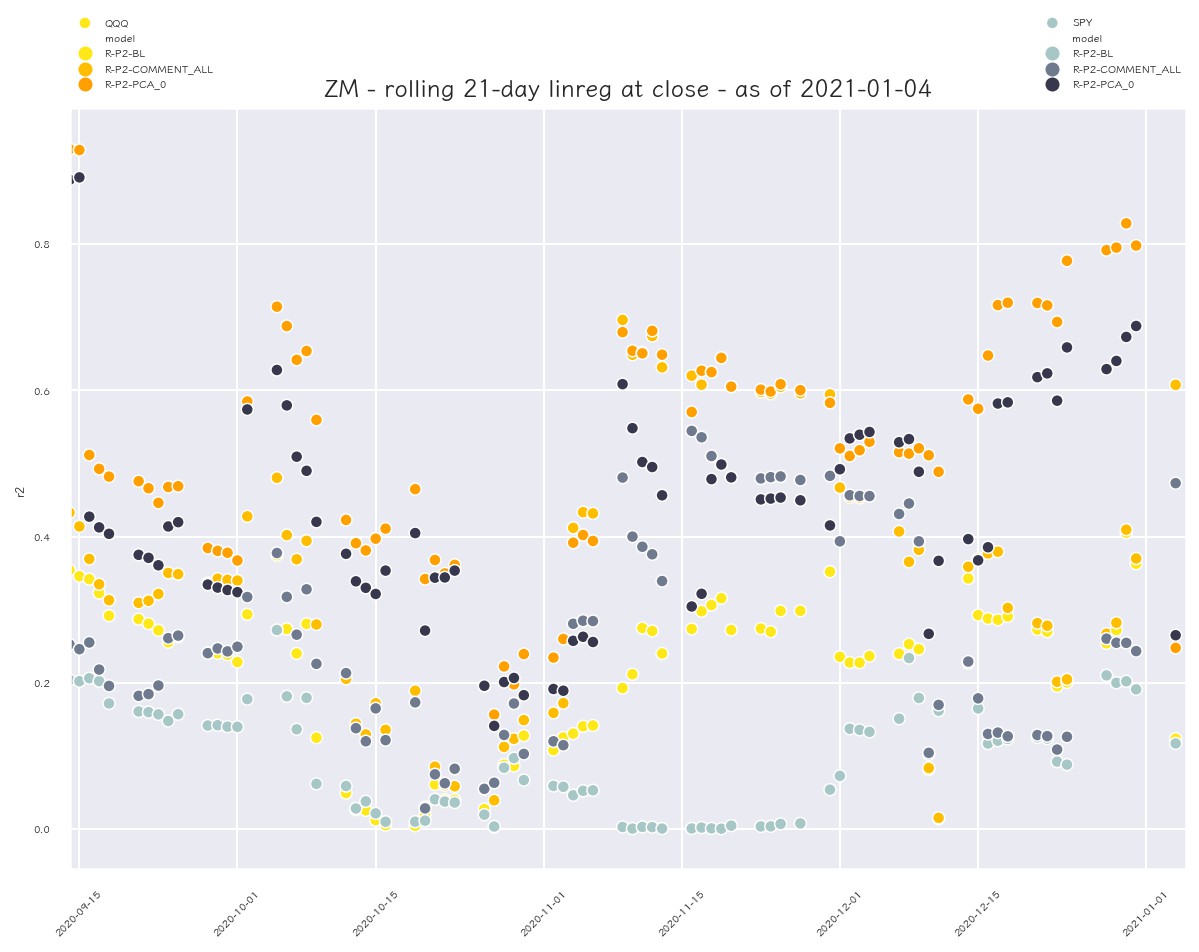 QQQ
model
R-P2-BL
R-P2-COMMENT_ALL
R-P2-PCA_0
SPY
model
R-P2-BL
R-P2-COMMENT_ALL
R-P2-PCA_0
ZM - rolling 21-day linreg at close - as of 2021-01-04
r2
0.8
0.6
0.4
0.2
0.0
2020-09-15
2020-10-01
2020-10-15
2020-11-01
2020-11-15
2020-12-01
2020-12-15
2021-01-01